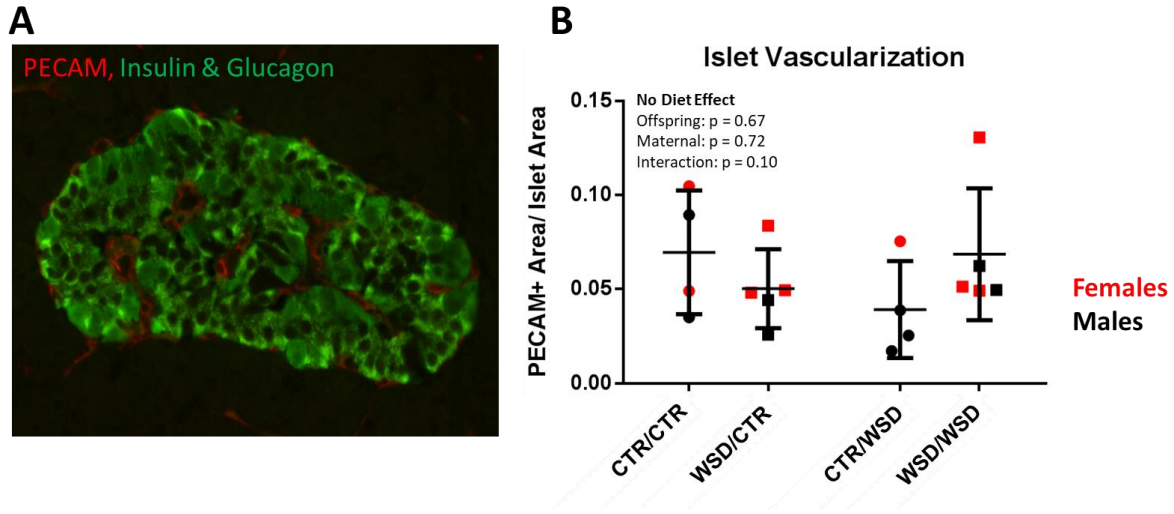 A
PECAM, Insulin & Glucagon
B
Islet Vascularization
PECAM+ Area/ Islet Area
0.15
0.10
0.05
0.00
No Diet Effect
Offspring: p = 0.67
Maternal: p = 0.72
Interaction: p = 0.10
CTR/CTR
WSD/CTR
CTR/WSD
WSD/WSD
Females
Males